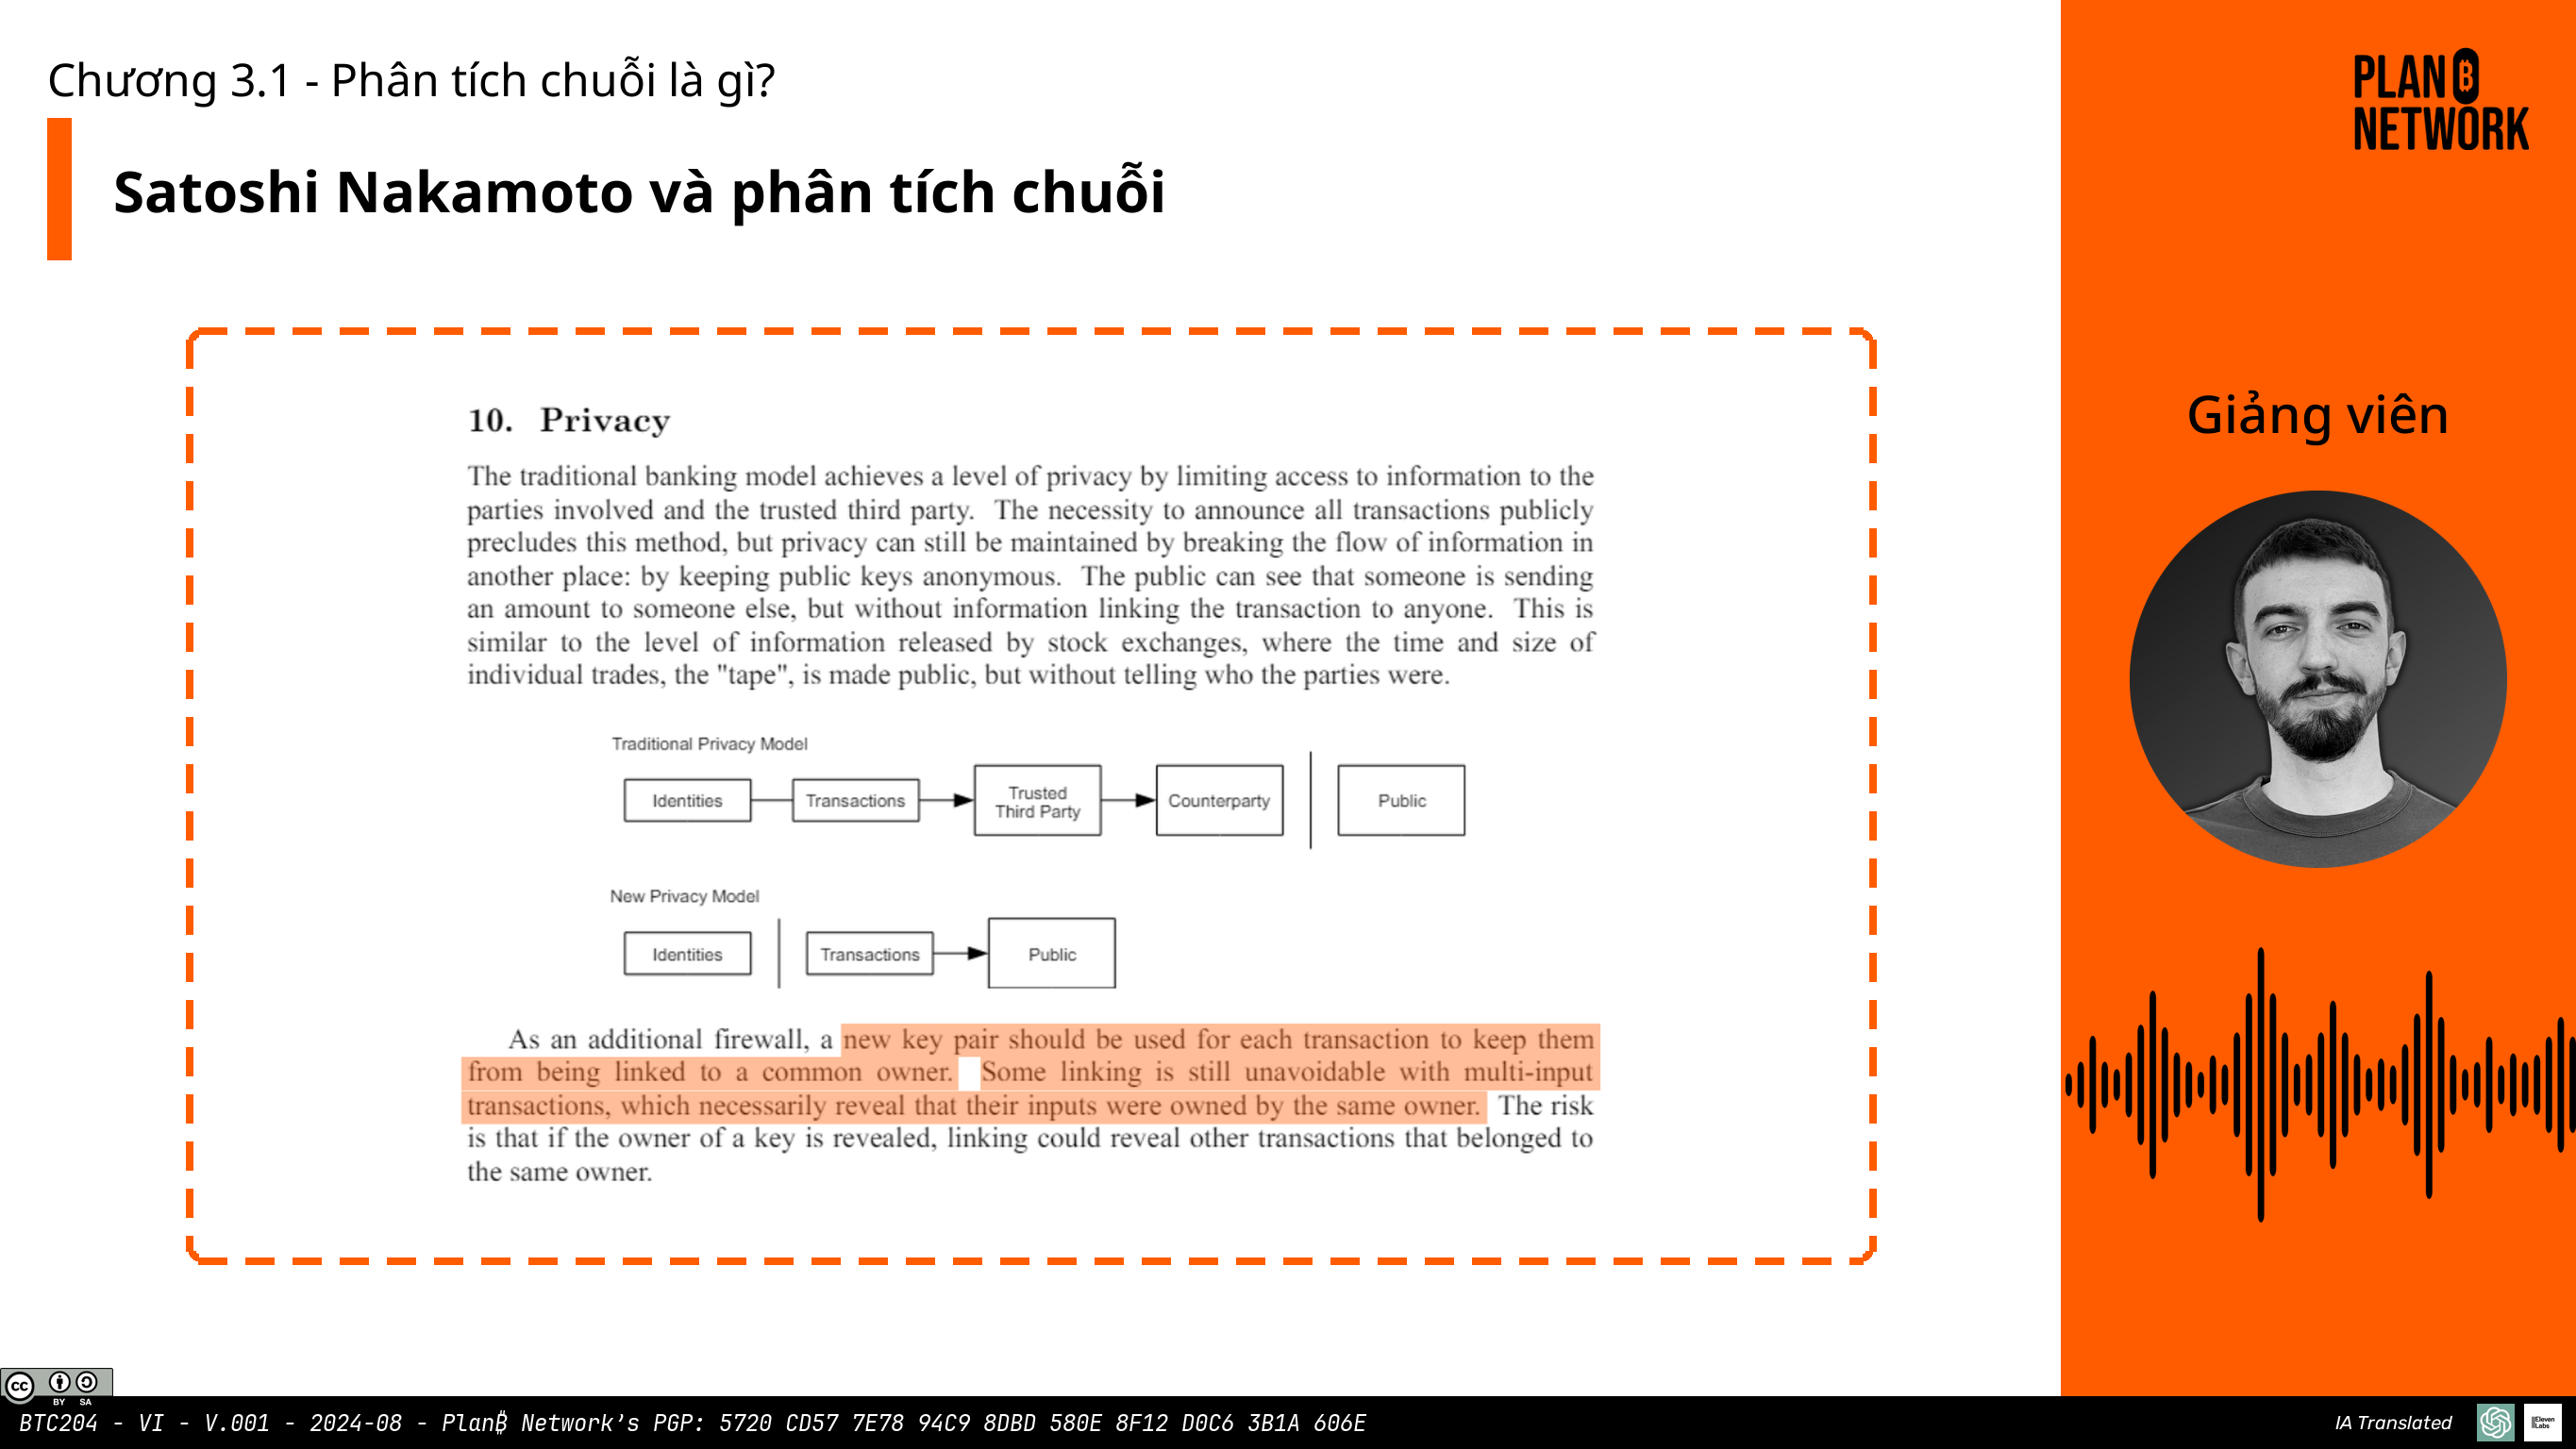 Chương 3.1 - Phân tích chuỗi là gì?
Satoshi Nakamoto và phân tích chuỗi
10. Privacy
The traditional banking model achieves a level of privacy by limiting access to information to the
parties involved and the trusted third party. The necessity to announce all transactions publicly
precludes this method, but privacy can still be maintained by breaking the flow of information in
another place: by keeping public keys anonymous. The public can see that someone is sending
an amount to someone else, but without information linking the transaction to anyone. This is
similar to the level of information released by stock exchanges, where the time and size of
individual trades, the "tape", is made public, but without telling who the parties were.
Traditional Privacy Model
Identities
Transactions
Trusted
Third Party
Counterparty
Public
New Privacy Model
Identities
Transactions
Public
As an additional firewall, a new key pair should be used for each transaction to keep them
from being linked to a common owner. Some linking is still unavoidable with multi-input
transactions, which necessarily reveal that their inputs were owned by the same owner. The risk
is that if the owner of a key is revealed, linking could reveal other transactions that belonged to
the same owner.
PLAN ₿
NETWORK
Giảng viên
cc
BY SA
BTC204 - VI - V.001 - 2024-08 - Plan₿ Network’s PGP: 5720 CD57 7E78 94C9 8DBD 580E 8F12 D0C6 3B1A 606E
IA Translated
IIEleven
Labs